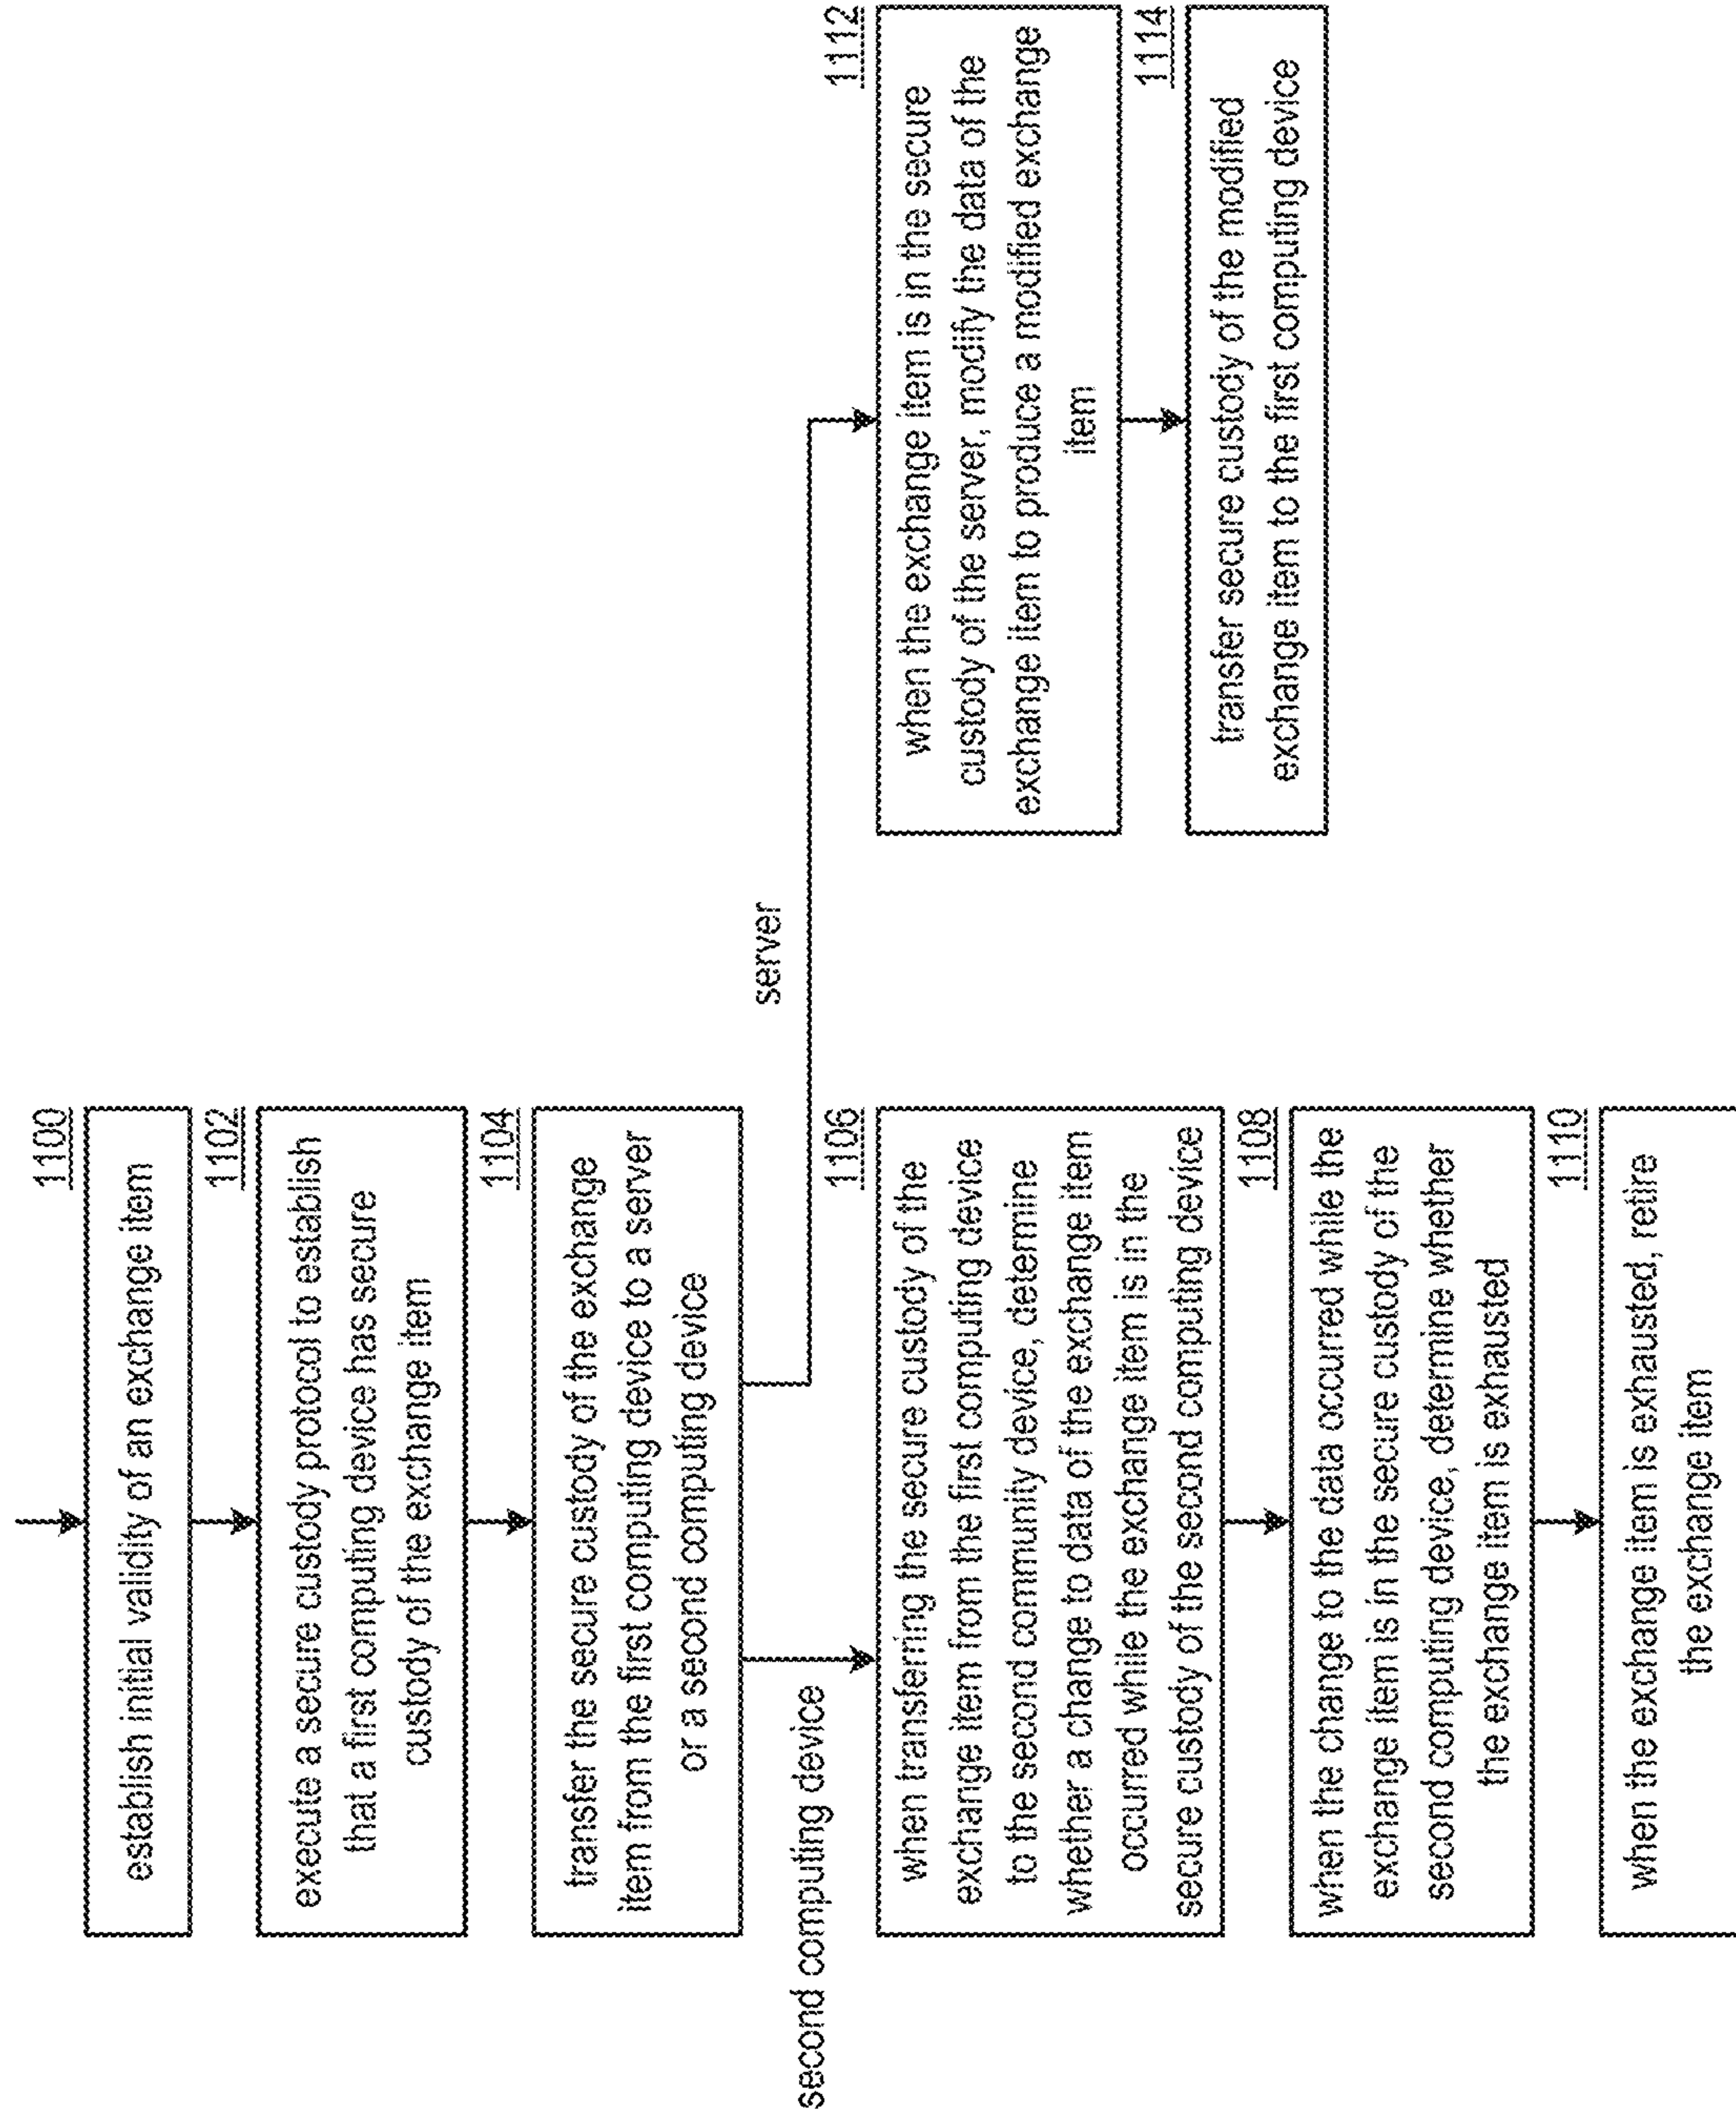 1100
establish initial validity of an exchange item
1102
execute a secure custody protocol to establish
that a first computing device has secure
custody of the exchange item
1104
transfer the secure custody of the exchange
item from the first computing device to a server
or a second computing device
second computing device
server
1106
when transferring the secure custody of the
exchange item from the first computing device
to the second community device, determine
whether a change to data of the exchange item
occurred while the exchange item is in the
secure custody of the second computing device
1108
when the change to the data occurred while the
exchange item is in the secure custody of the
second computing device, determine whether
the exchange item is exhausted
1110
when the exchange item is exhausted, retire
the exchange item
1112
when the exchange item is in the secure
custody of the server, modify the data of the
exchange item to produce a modified exchange
item
1114
transfer secure custody of the modified
exchange item to the first computing device